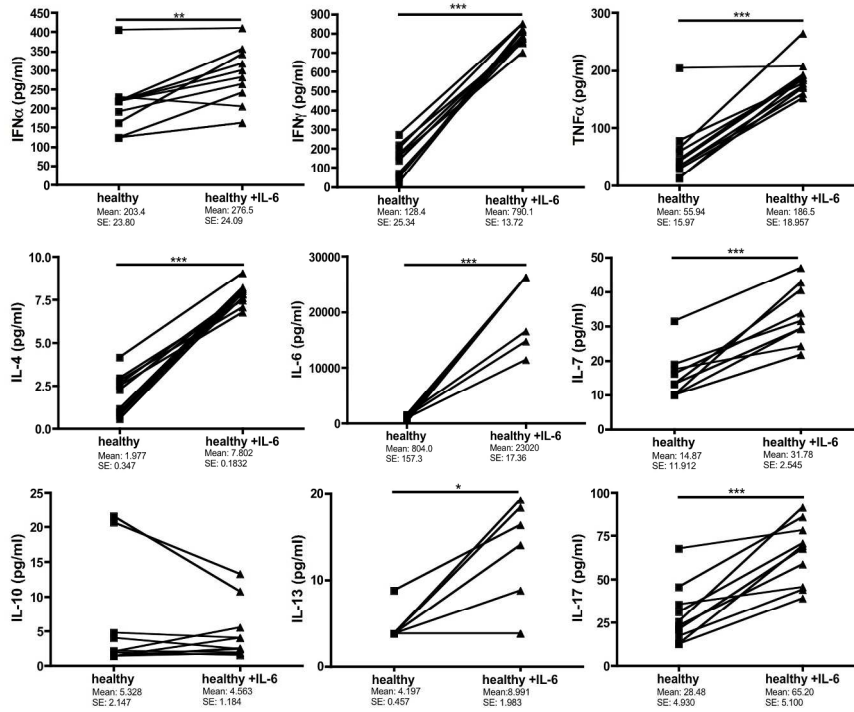 IFNα (pg/ml)
450
400
350
300
250
200
150
100
50
0
**
healthy
Mean: 203.4
SE: 23.80
healthy +IL-6
Mean: 276.5
SE: 24.09
IFNγ (pg/ml)
900
800
700
600
500
400
300
200
100
0
***
healthy
Mean: 128.4
SE: 25.34
healthy +IL-6
Mean: 790.1
SE: 13.72
TNFα (pg/ml)
300
200
100
0
***
healthy
Mean: 55.94
SE: 15.97
healthy +IL-6
Mean: 186.5
SE: 18.957
IL-4 (pg/ml)
10.0
7.5
5.0
2.5
0.0
***
healthy
Mean: 1.977
SE: 0.347
healthy +IL-6
Mean: 7.802
SE: 0.1832
IL-6 (pg/ml)
30000
20000
10000
0
***
healthy
Mean: 804.0
SE: 157.3
healthy +IL-6
Mean: 23020
SE: 17.36
IL-7 (pg/ml)
50
40
30
20
10
0
***
healthy
Mean: 14.87
SE: 11.912
healthy +IL-6
Mean: 31.78
SE: 2.545
IL-10 (pg/ml)
25
20
15
10
5
0
healthy
Mean: 5.328
SE: 2.147
healthy +IL-6
Mean: 4.563
SE: 1.184
IL-13 (pg/ml)
20
10
0
*
healthy
Mean: 4.197
SE: 0.457
healthy +IL-6
Mean:8.991
SE: 1.983
IL-17 (pg/ml)
100
75
50
25
0
***
healthy
Mean: 28.48
SE: 4.930
healthy +IL-6
Mean: 65.20
SE: 5.100